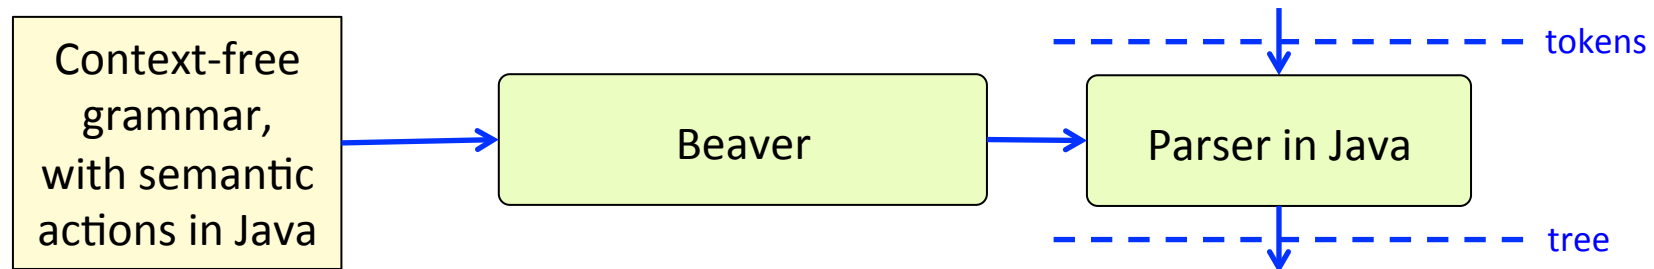 Context-free
grammar,
with semantic
actions in Java
Beaver
Parser in Java
tokens
tree